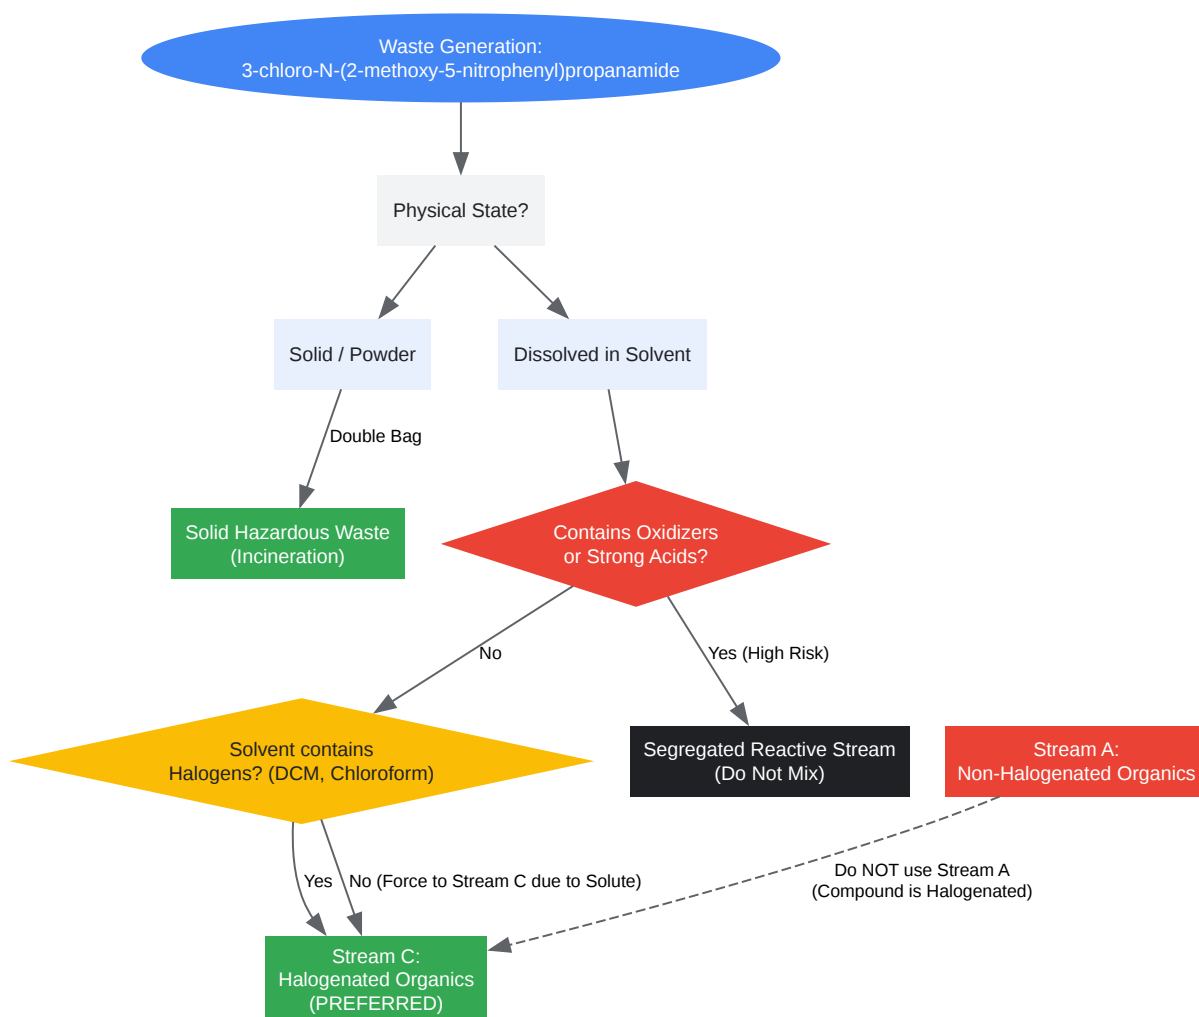 Waste Generation:
3-chloro-N-(2-methoxy-5-nitrophenyl)propanamide
Physical State?
Solid / Powder
Dissolved in Solvent
Double Bag
Solid Hazardous Waste
(Incineration)
Contains Oxidizers
or Strong Acids?
No
Yes (High Risk)
Solvent contains
Halogens? (DCM, Chloroform)
Segregated Reactive Stream
(Do Not Mix)
Stream A:
Non-Halogenated Organics
Yes
No (Force to Stream C due to Solute)
Do NOT use Stream A
(Compound is Halogenated)
Stream C:
Halogenated Organics
(PREFERRED)